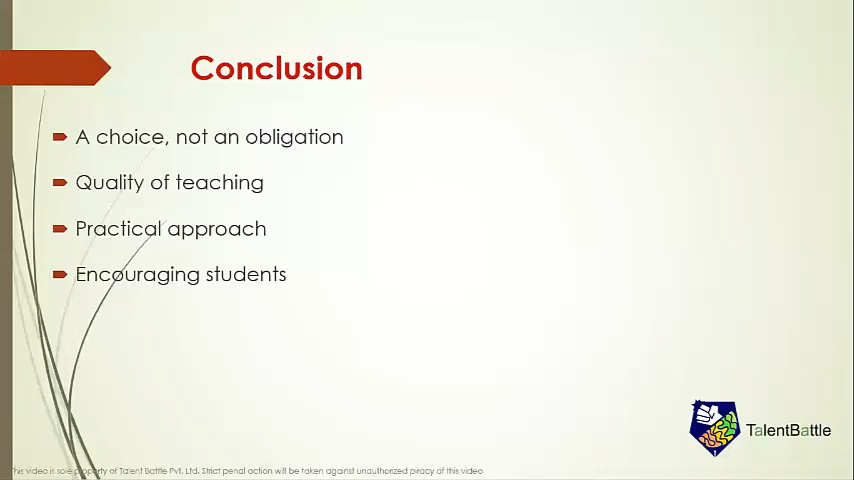 Conclusion
A choice, not an obligation
Quality of teaching
Practical approach
Encouraging students
TalentBattle
This video is sole property of Talent Battle Pvt. Ltd. Strict penal action will be taken against unauthorized piracy of this video